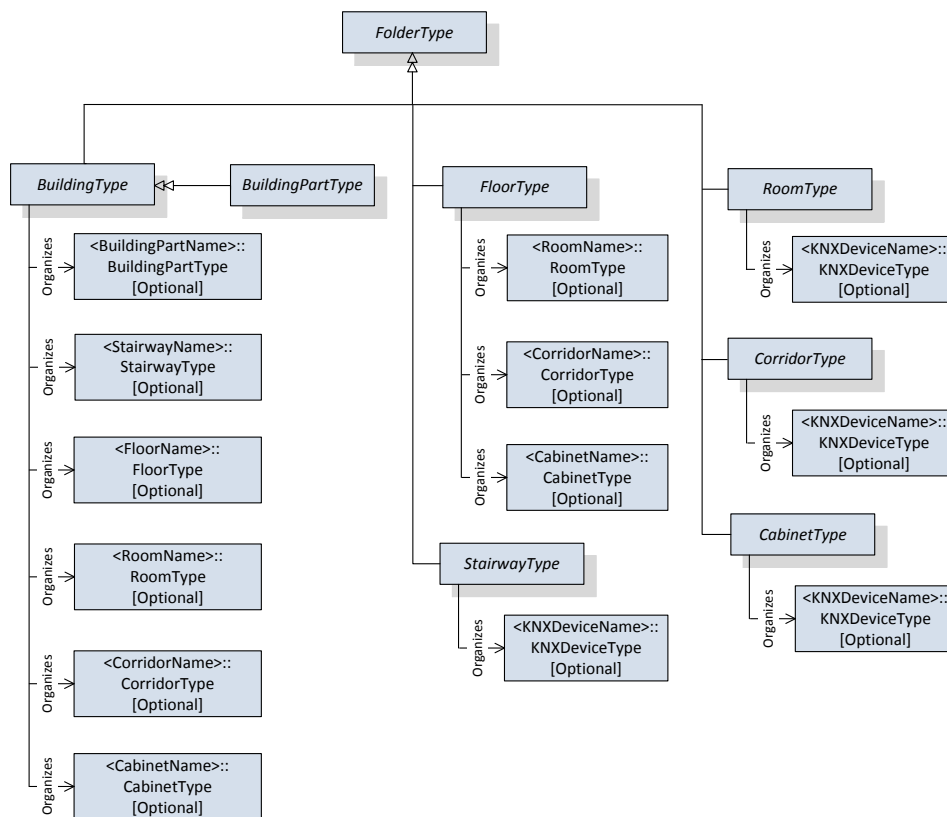 FolderType
BuildingType
BuildingPartType
Organizes
<BuildingPartName>::
BuildingPartType
[Optional]
Organizes
<StairwayName>::
StairwayType
[Optional]
Organizes
<FloorName>::
FloorType
[Optional]
Organizes
<RoomName>::
RoomType
[Optional]
Organizes
<CorridorName>::
CorridorType
[Optional]
Organizes
<CabinetName>::
CabinetType
[Optional]
FloorType
Organizes
<RoomName>::
RoomType
[Optional]
Organizes
<CorridorName>::
CorridorType
[Optional]
Organizes
<CabinetName>::
CabinetType
[Optional]
StairwayType
Organizes
<KNXDeviceName>::
KNXDeviceType
[Optional]
RoomType
Organizes
<KNXDeviceName>::
KNXDeviceType
[Optional]
CorridorType
Organizes
<KNXDeviceName>::
KNXDeviceType
[Optional]
CabinetType
Organizes
<KNXDeviceName>::
KNXDeviceType
[Optional]